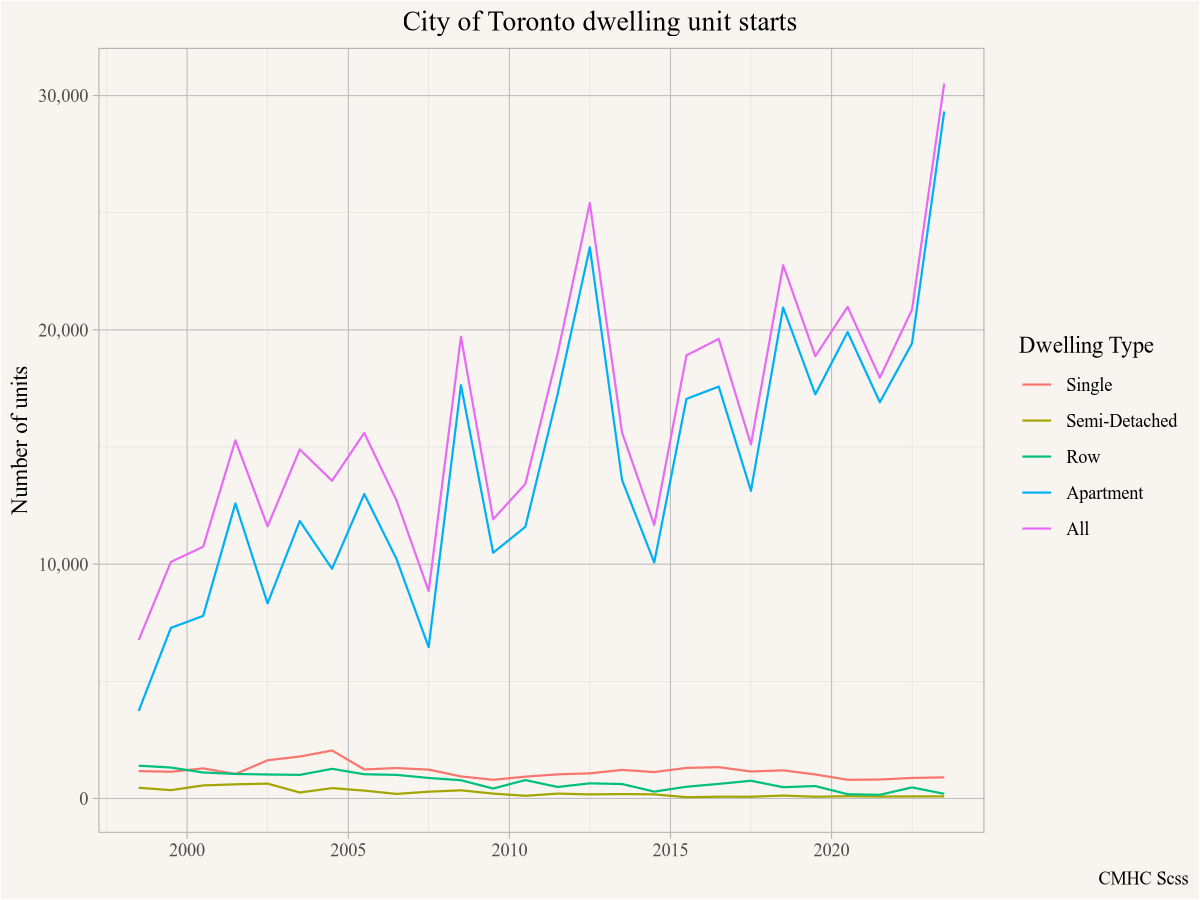 City of Toronto dwelling unit starts
Number of units
30,000
20,000
10,000
0
2000 2005 2010 2015 2020
Dwelling Type
Single
Semi-Detached
Row
Apartment
All
CMHC Scss